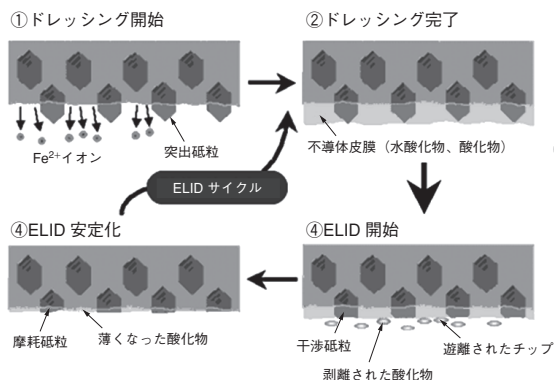 ①ドレッシング開始
②ドレッシング完了
Fe²⁺イオン
突出砥粒
不導体皮膜（水酸化物、酸化物）
ELID サイクル
④ELID 安定化
④ELID 開始
摩耗砥粒
薄くなった酸化物
干渉砥粒
遊離されたチップ
剥離された酸化物